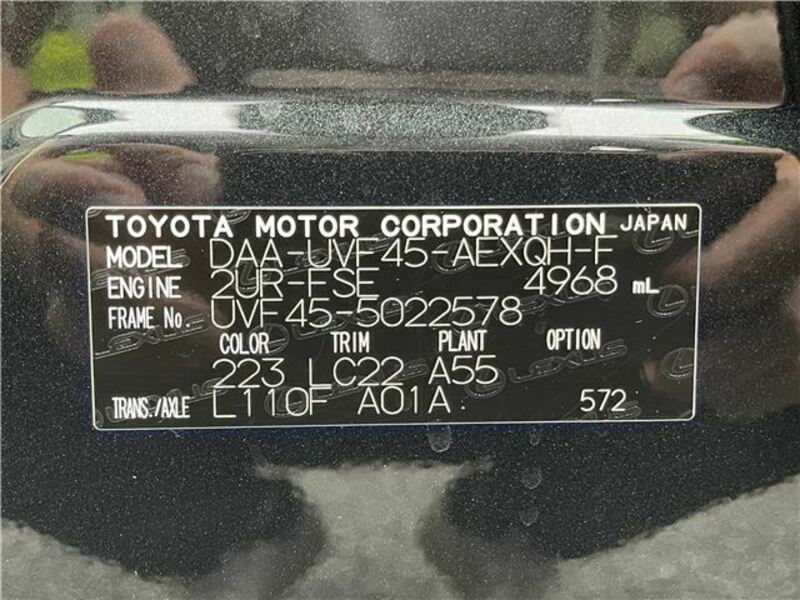 TOYOTA MOTOR CORPORATION JAPAN
MODEL DAA-UVF45-AEXQH-F
ENGINE 2UR-FSE 4968 mL
FRAME No. UVF45-5022578
COLOR TRIM PLANT OPTION
223 LC22 A55
TRANS./AXLE L110F A01A 572
LEXUS